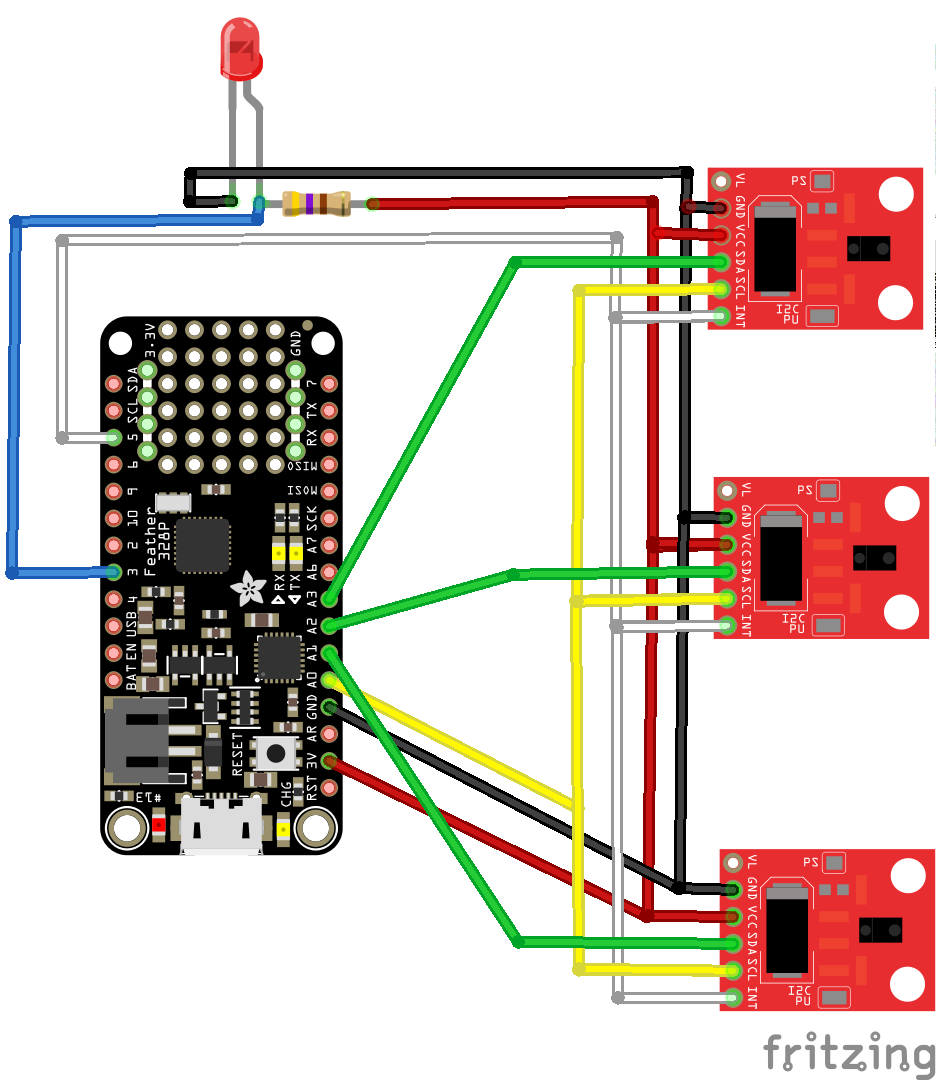 VL
PS
GND
VCC
SDA
SCL
INT
I2C
PU
3.3V
GND
SDA
SCL
5
6
9
10
2
3
4
USB
EN
BAT
7
TX
RX
MISO
MOSI
SCK
A7
A6
A3
A2
A1
A0
GND
AR
3V
RST
Feather
328P
RX
TX
RESET
CHG
#13
VL
PS
GND
VCC
SDA
SCL
INT
I2C
PU
VL
PS
GND
VCC
SDA
SCL
INT
I2C
PU
fritzing